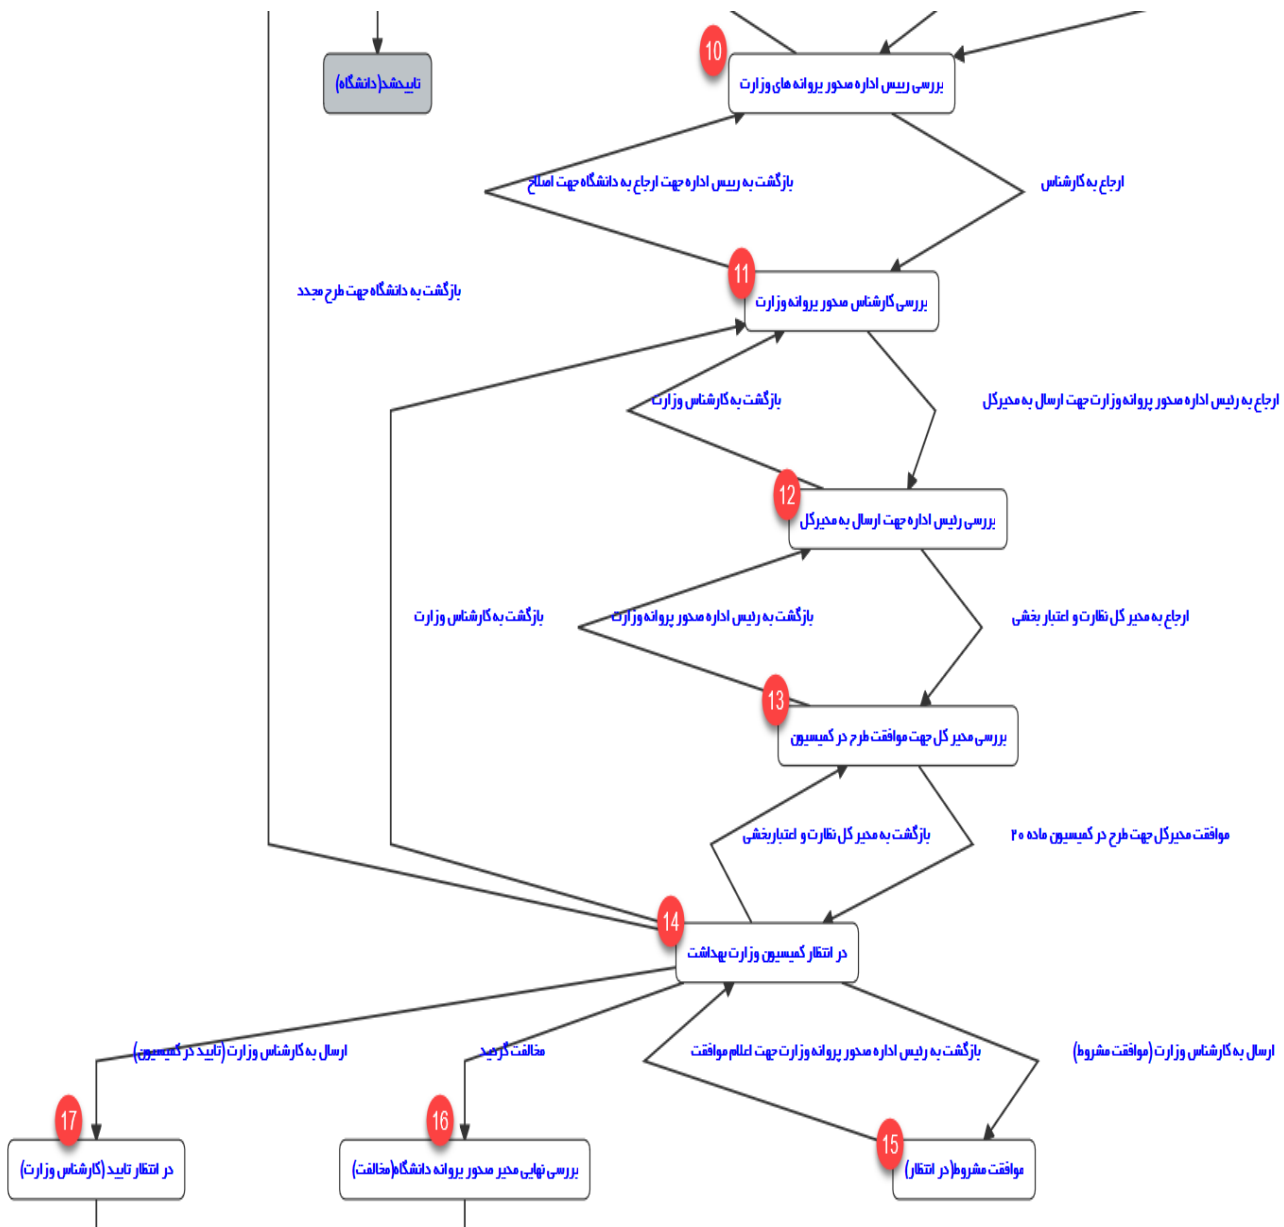 10
تاییدشد(دانشگاه)
بررسی رییس اداره صدور پروانه های وزارت
بازگشت به رییس اداره جهت ارجاع به دانشگاه جهت اصلاح
ارجاع به کارشناس
11
بازگشت به دانشگاه جهت طرح مجدد
بررسی کارشناس صدور پروانه وزارت
بازگشت به کارشناس وزارت
ارجاع به رئیس اداره صدور پروانه وزارت جهت ارسال به مدیرکل
12
بررسی رئیس اداره جهت ارسال به مدیرکل
بازگشت به کارشناس وزارت
بازگشت به رئیس اداره صدور پروانه وزارت
ارجاع به مدیر کل نظارت و اعتبار بخشی
13
بررسی مدیر کل جهت موافقت طرح در کمیسیون
بازگشت به مدیر کل نظارت و اعتباربخشی
موافقت مدیرکل جهت طرح در کمیسیون ماده ۲۰
14
در انتظار کمیسیون وزارت بهداشت
ارسال به کارشناس وزارت (تایید در کمیسیون)
مخالفت گردید
بازگشت به رئیس اداره صدور پروانه وزارت جهت اعلام موافقت
ارسال به کارشناس وزارت (موافقت مشروط)
17
16
15
در انتظار تایید (کارشناس وزارت)
بررسی نهایی مدیر صدور پروانه دانشگاه(مخالفت)
موافقت مشروط(در انتظار)